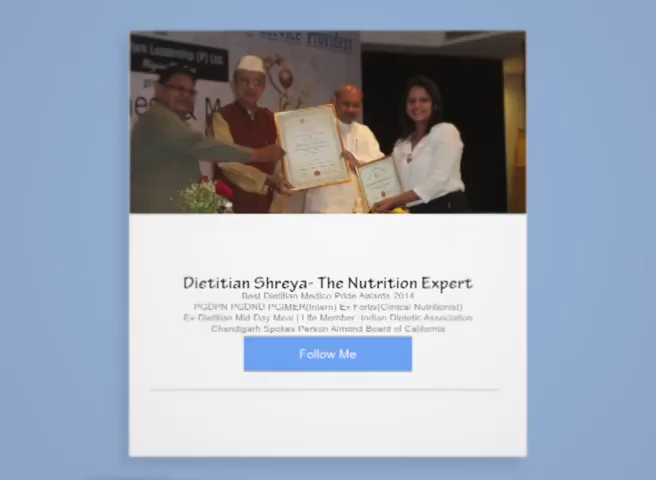 Service Providers
Dietitian Shreya- The Nutrition Expert
Best Dietitian Medico Pride Awards 2014
PGDPN PGDND PGIMER(Intern) Ex Fortis(Clinical Nutritionist)
Ex-Dietitian Mid Day Meal | Life Member -Indian Dietetic Association
Chandigarh Spokes Person Almond Board of California
Follow Me